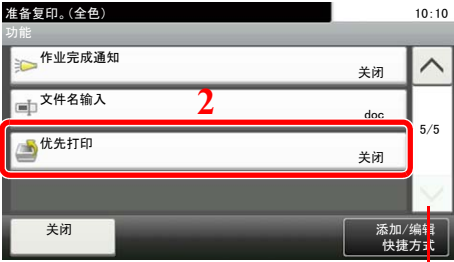 准备复印。(全色)
10:10
功能
作业完成通知
关闭
文件名输入
2
doc
5/5
优先打印
关闭
关闭
添加/编辑
快捷方式